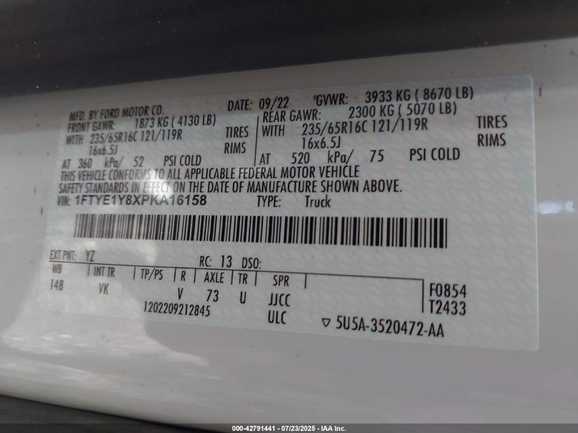 MFD. BY FORD MOTOR CO.
DATE: 09/22
GVWR: 3933 KG (8670 LB)
FRONT GAWR: 1873 KG (4130 LB)
REAR GAWR: 2300 KG (5070 LB)
WITH 235/65R16C 121/119R TIRES
WITH 235/65R16C 121/119R TIRES
16x6.5J RIMS
16x6.5J RIMS
AT 360 kPa/ 52 PSI COLD
AT 520 kPa/ 75 PSI COLD
THIS VEHICLE CONFORMS TO ALL APPLICABLE FEDERAL MOTOR VEHICLE
SAFETY STANDARDS IN EFFECT ON THE DATE OF MANUFACTURE SHOWN ABOVE.
VIN: 1FTYE1Y8XPKA16158
TYPE: Truck
EXT PNT: YZ
RC: 13 DSO:
WB INT TR TP/PS R AXLE TR SPR
148 VK V 73 U JJCC
ULC
F0854
T2433
1202209212845
▽ 5U5A-3520472-AA
000-42791441 - 07/23/2025 - IAA Inc.